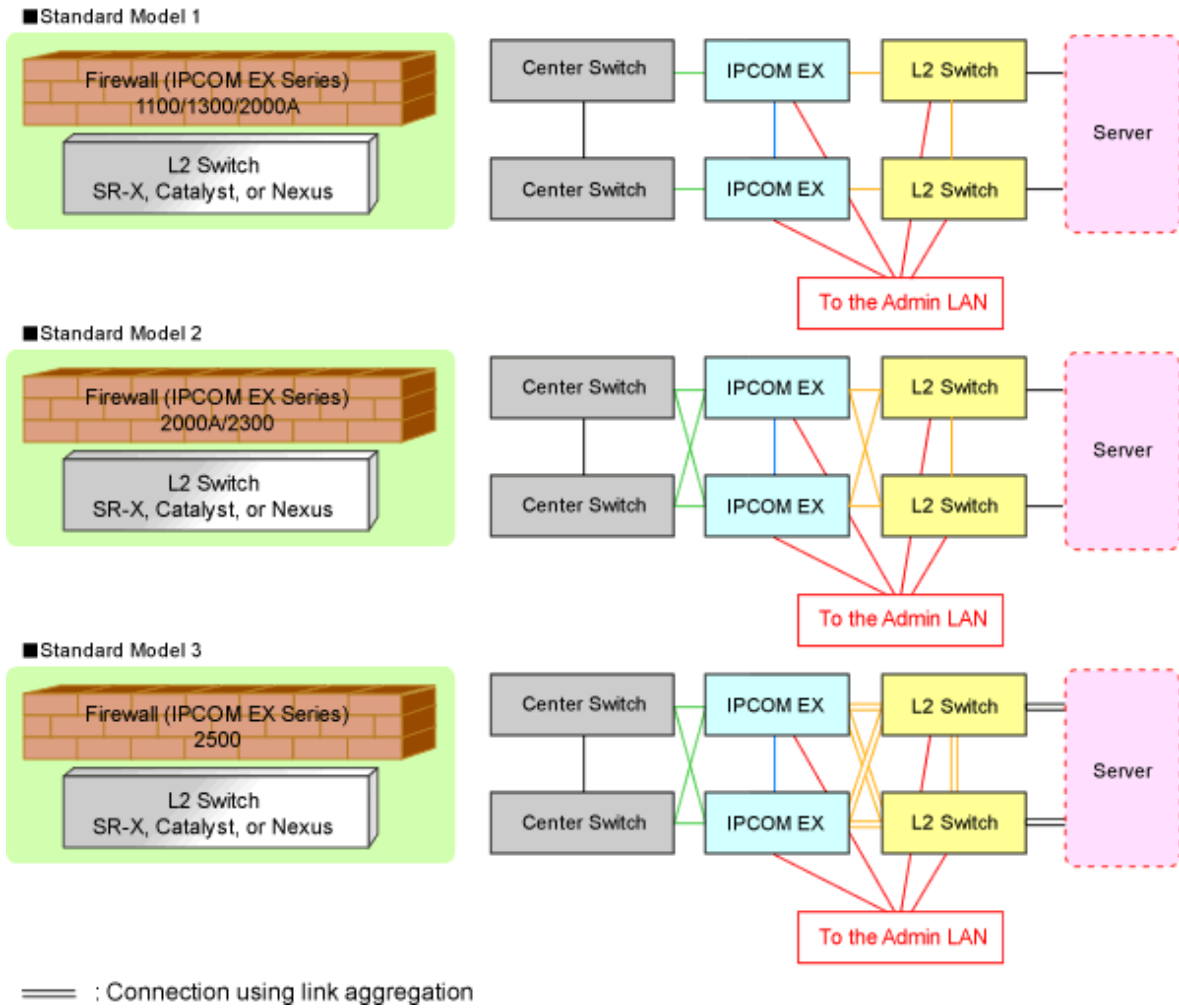 ■Standard Model 1
Firewall (IPCOM EX Series)
1100/1300/2000A
L2 Switch
SR-X, Catalyst, or Nexus
Center Switch
IPCOM EX
L2 Switch
Server
Center Switch
IPCOM EX
L2 Switch
To the Admin LAN
■Standard Model 2
Firewall (IPCOM EX Series)
2000A/2300
L2 Switch
SR-X, Catalyst, or Nexus
Center Switch
IPCOM EX
L2 Switch
Server
Center Switch
IPCOM EX
L2 Switch
To the Admin LAN
■Standard Model 3
Firewall (IPCOM EX Series)
2500
L2 Switch
SR-X, Catalyst, or Nexus
Center Switch
IPCOM EX
L2 Switch
Server
Center Switch
IPCOM EX
L2 Switch
To the Admin LAN
: Connection using link aggregation